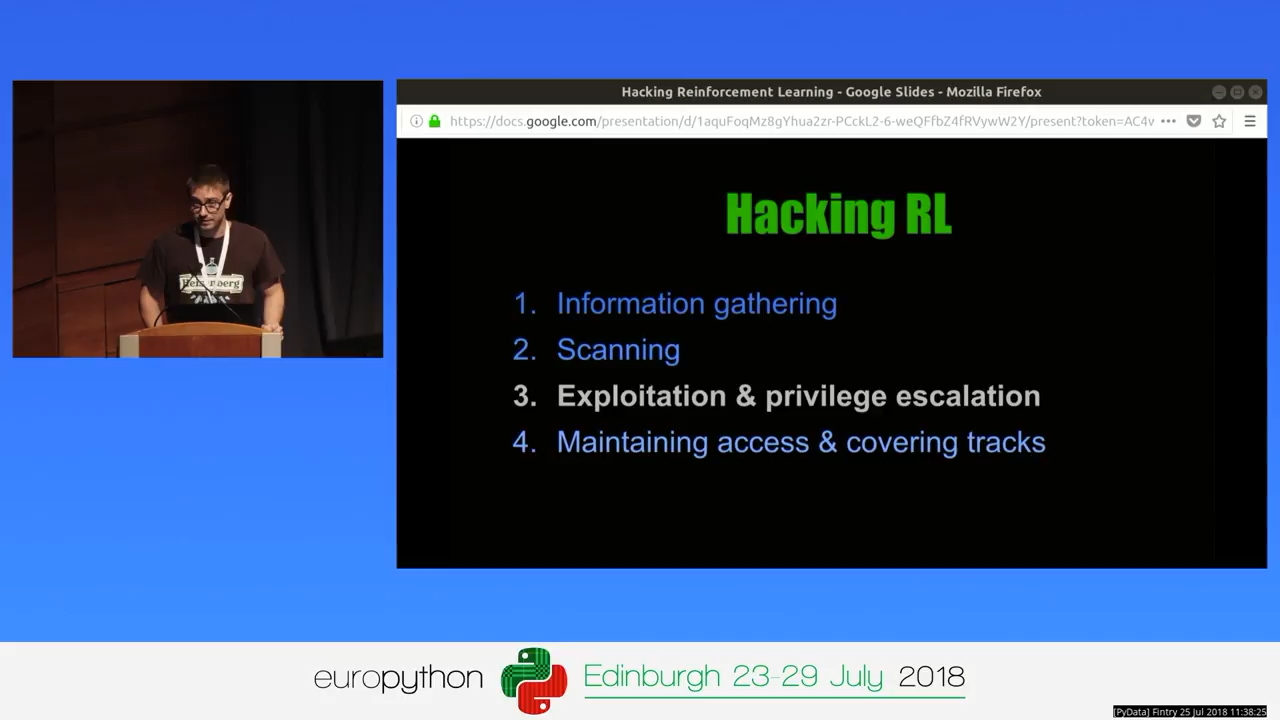 Hacking Reinforcement Learning - Google Slides - Mozilla Firefox
https://docs.google.com/presentation/d/1aquFoqMz8gYhua2zr-PCckL2-6-weQFfbZ4fRVywW2Y/present?token=AC4v
Hacking RL
1. Information gathering
2. Scanning
3. Exploitation & privilege escalation
4. Maintaining access & covering tracks
europython Edinburgh 23-29 July 2018
[PyData] Fintry 25 Jul 2018 11:38:25